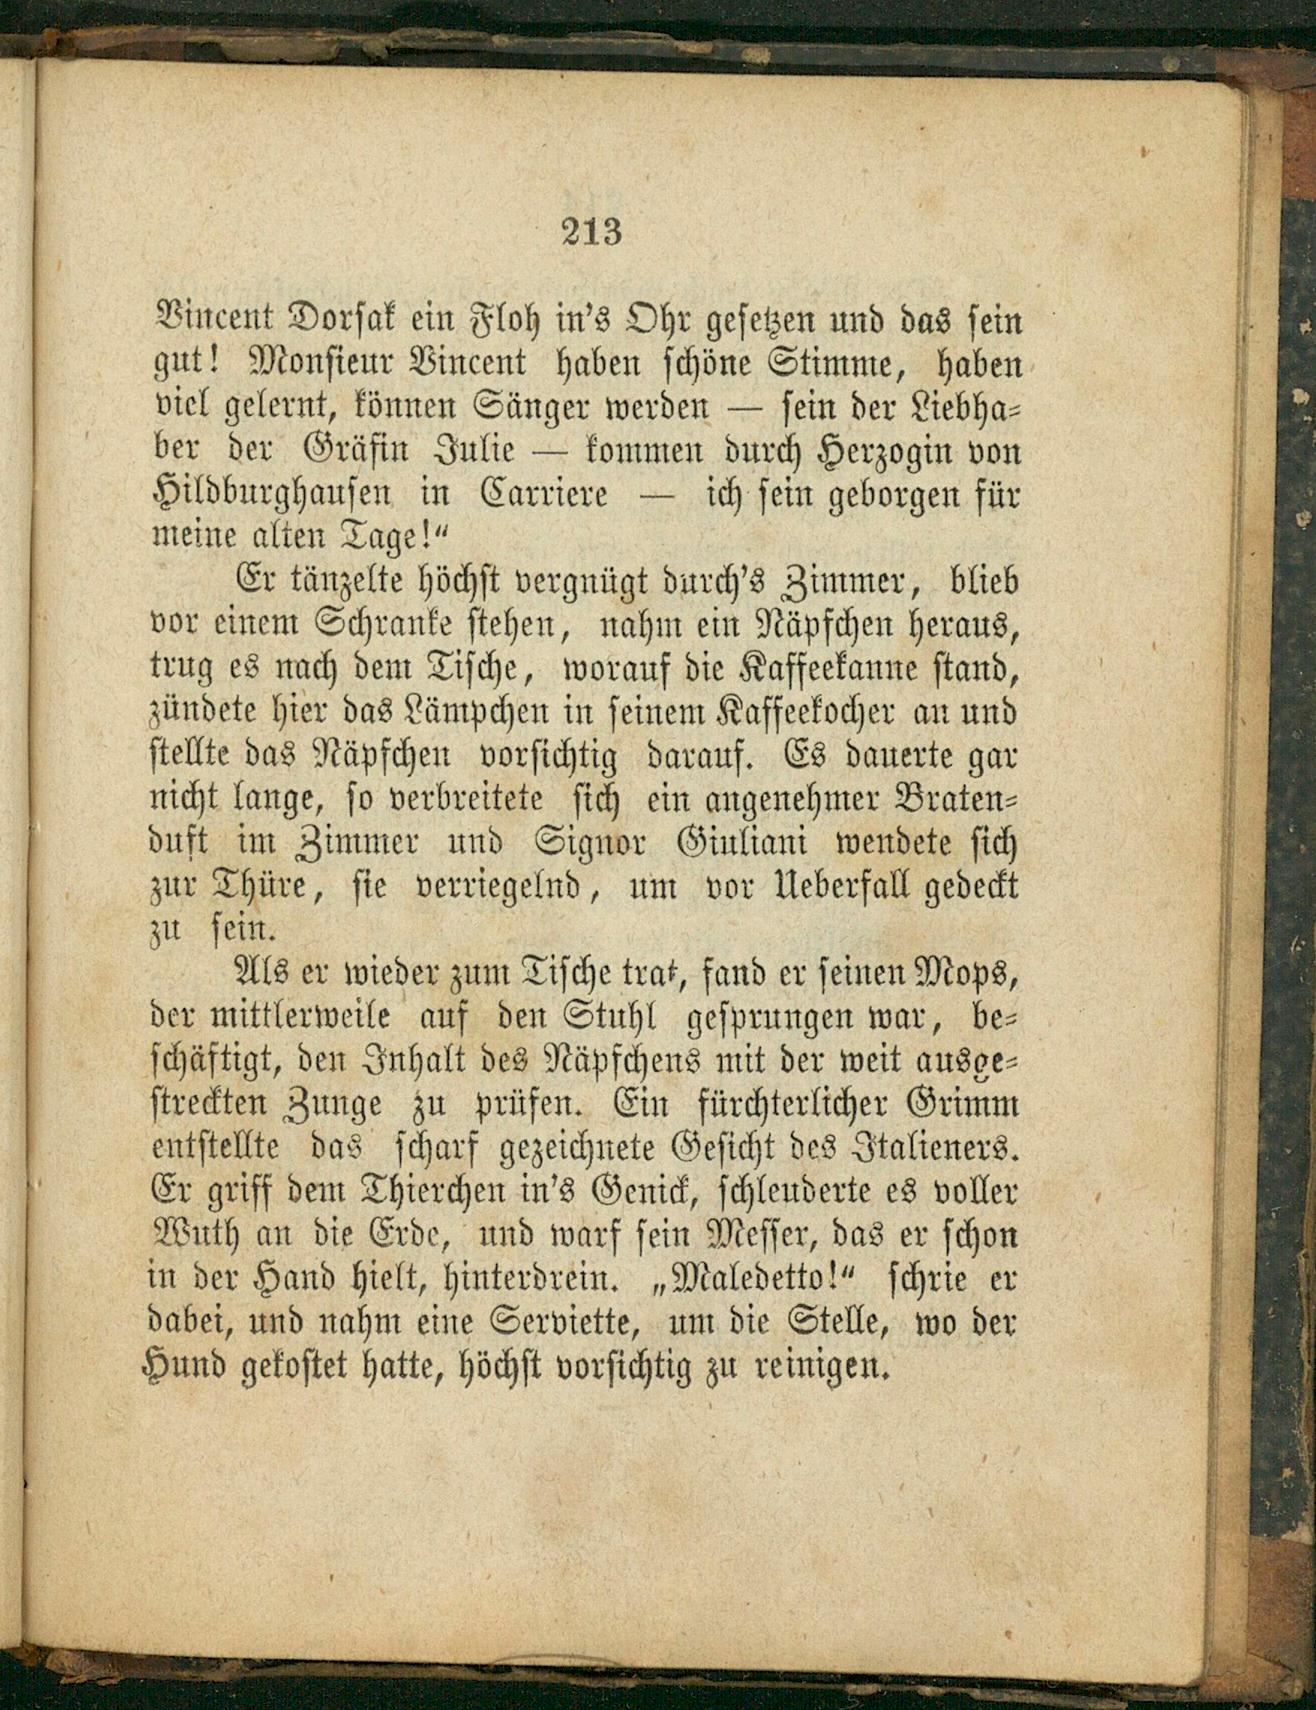 213
Vincent Dorsak ein Floh in's Ohr gesetzen und das sein
gut! Monsieur Vincent haben schöne Stimme, haben
viel gelernt, können Sänger werden — sein der Liebha-
ber der Gräfin Julie — kommen durch Herzogin von
Hildburghausen in Carriere — ich sein geborgen für
meine alten Tage!“
Er tänzelte höchst vergnügt durch's Zimmer, blieb
vor einem Schranke stehen, nahm ein Näpfchen heraus,
trug es nach dem Tische, worauf die Kaffeekanne stand,
zündete hier das Lämpchen in seinem Kaffeekocher an und
stellte das Näpfchen vorsichtig darauf. Es dauerte gar
nicht lange, so verbreitete sich ein angenehmer Braten-
duft im Zimmer und Signor Giuliani wendete sich
zur Thüre, sie verriegelnd, um vor Ueberfall gedeckt
zu sein.
Als er wieder zum Tische trat, fand er seinen Mops,
der mittlerweile auf den Stuhl gesprungen war, be-
schäftigt, den Inhalt des Näpfchens mit der weit ausge-
streckten Zunge zu prüfen. Ein fürchterlicher Grimm
entstellte das scharf gezeichnete Gesicht des Italieners.
Er griff dem Thierchen in's Genick, schleuderte es voller
Wuth an die Erde, und warf sein Messer, das er schon
in der Hand hielt, hinterdrein. „Maledetto!“ schrie er
dabei, und nahm eine Serviette, um die Stelle, wo der
Hund gekostet hatte, höchst vorsichtig zu reinigen.